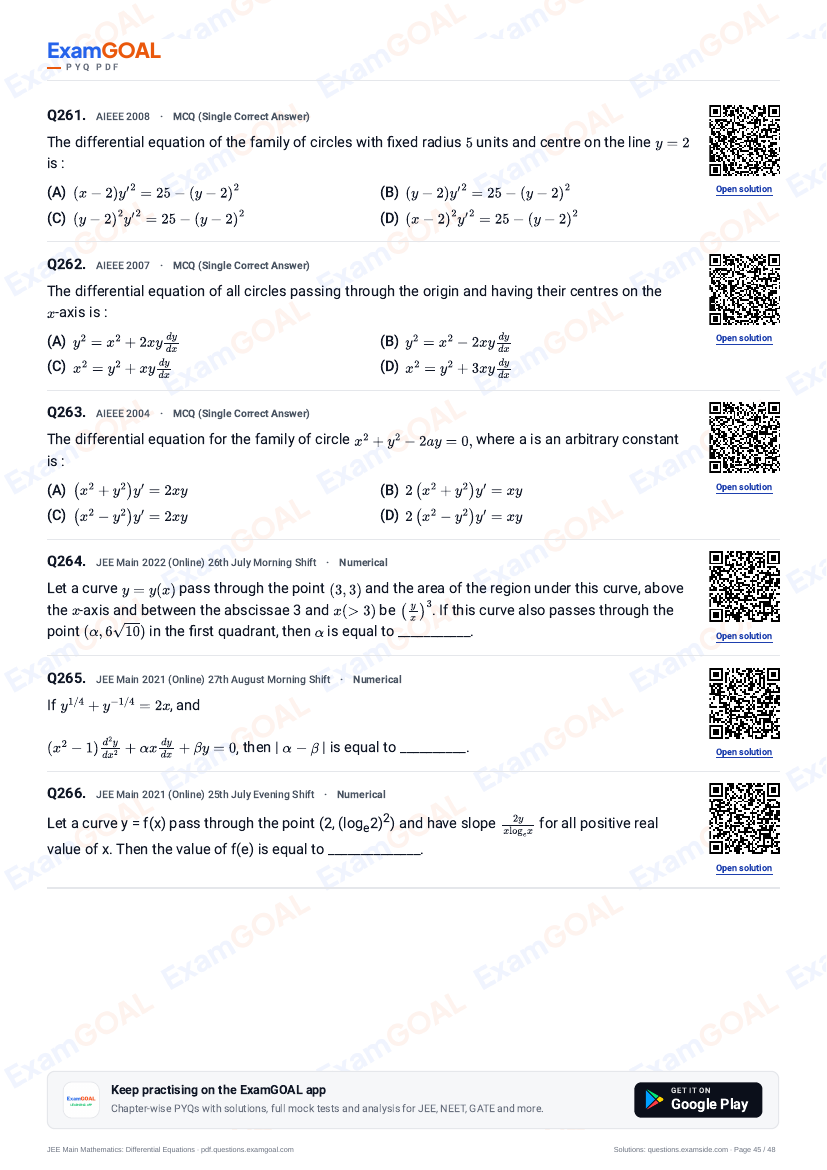 ExamGOAL
PYQ PDF
Q261. AIEEE 2008 · MCQ (Single Correct Answer)
The differential equation of the family of circles with fixed radius 5 units and centre on the line y = 2
is :
(A) (x − 2)y′² = 25 − (y − 2)²
(B) (y − 2)y′² = 25 − (y − 2)²
(C) (y − 2)²y′² = 25 − (y − 2)²
(D) (x − 2)²y′² = 25 − (y − 2)²
Open solution
Q262. AIEEE 2007 · MCQ (Single Correct Answer)
The differential equation of all circles passing through the origin and having their centres on the
x-axis is :
(A) y² = x² + 2xy dy/dx
(B) y² = x² − 2xy dy/dx
(C) x² = y² + xy dy/dx
(D) x² = y² + 3xy dy/dx
Open solution
Q263. AIEEE 2004 · MCQ (Single Correct Answer)
The differential equation for the family of circle x² + y² − 2ay = 0, where a is an arbitrary constant
is :
(A) (x² + y²)y′ = 2xy
(B) 2 (x² + y²)y′ = xy
(C) (x² − y²)y′ = 2xy
(D) 2 (x² − y²)y′ = xy
Open solution
Q264. JEE Main 2022 (Online) 26th July Morning Shift · Numerical
Let a curve y = y(x) pass through the point (3, 3) and the area of the region under this curve, above
the x-axis and between the abscissae 3 and x(> 3) be (y/x)³. If this curve also passes through the
point (α, 6√10) in the first quadrant, then α is equal to __________.
Open solution
Q265. JEE Main 2021 (Online) 27th August Morning Shift · Numerical
If y^1/4 + y^−1/4 = 2x, and
(x² − 1) d²y/dx² + αx dy/dx + βy = 0, then | α − β | is equal to _________.
Open solution
Q266. JEE Main 2021 (Online) 25th July Evening Shift · Numerical
Let a curve y = f(x) pass through the point (2, (logₑ2)²) and have slope 2y/(x logₑ x) for all positive real
value of x. Then the value of f(e) is equal to _____________.
Open solution
Keep practising on the ExamGOAL app
Chapter-wise PYQs with solutions, full mock tests and analysis for JEE, NEET, GATE and more.
GET IT ON
Google Play
JEE Main Mathematics: Differential Equations · pdf.questions.examgoal.com
Solutions: questions.examside.com · Page 45 / 48